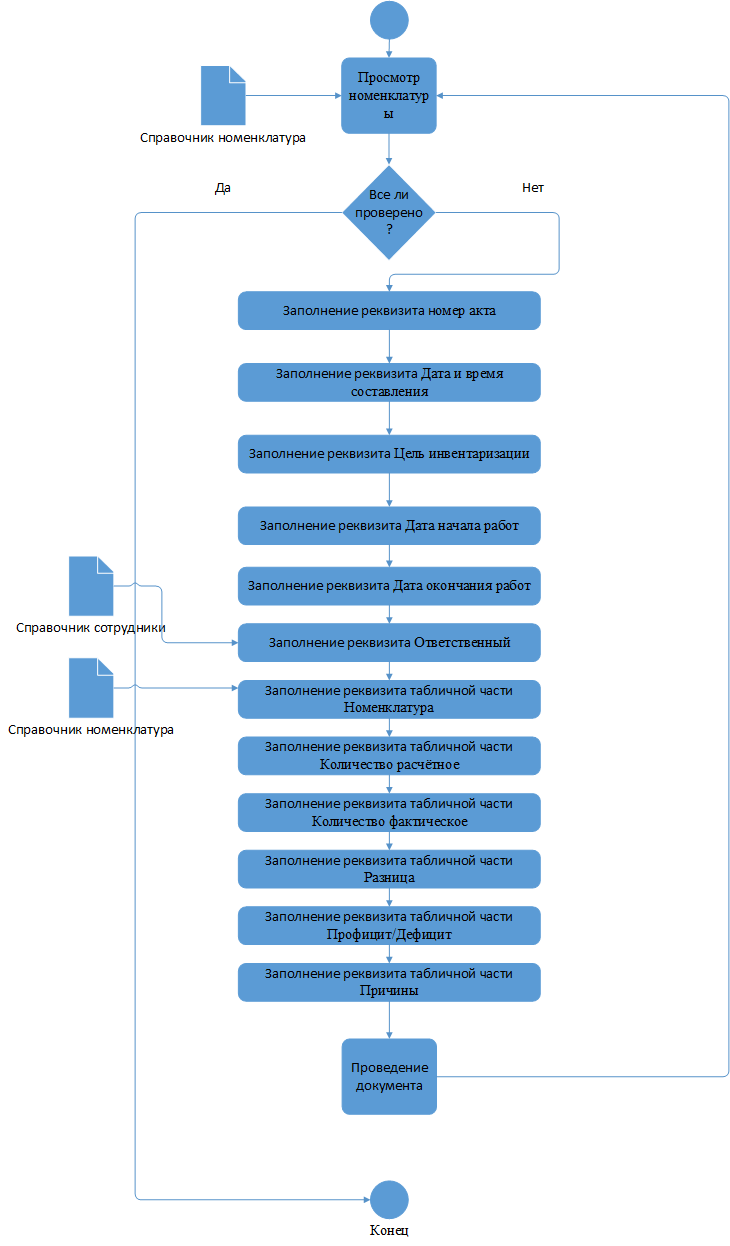 Просмотр
номенклатур
ы
Справочник номенклатура
Да
Нет
Все ли
проверено
?
Заполнение реквизита номер акта
Заполнение реквизита Дата и время
составления
Заполнение реквизита Цель инвентаризации
Заполнение реквизита Дата начала работ
Заполнение реквизита Дата окончания работ
Справочник сотрудники
Заполнение реквизита Ответственный
Заполнение реквизита табличной части
Номенклатура
Справочник номенклатура
Заполнение реквизита табличной части
Количество расчётное
Заполнение реквизита табличной части
Количество фактическое
Заполнение реквизита табличной части
Разница
Заполнение реквизита табличной части
Профицит/Дефицит
Заполнение реквизита табличной части
Причины
Проведение
документа
Конец